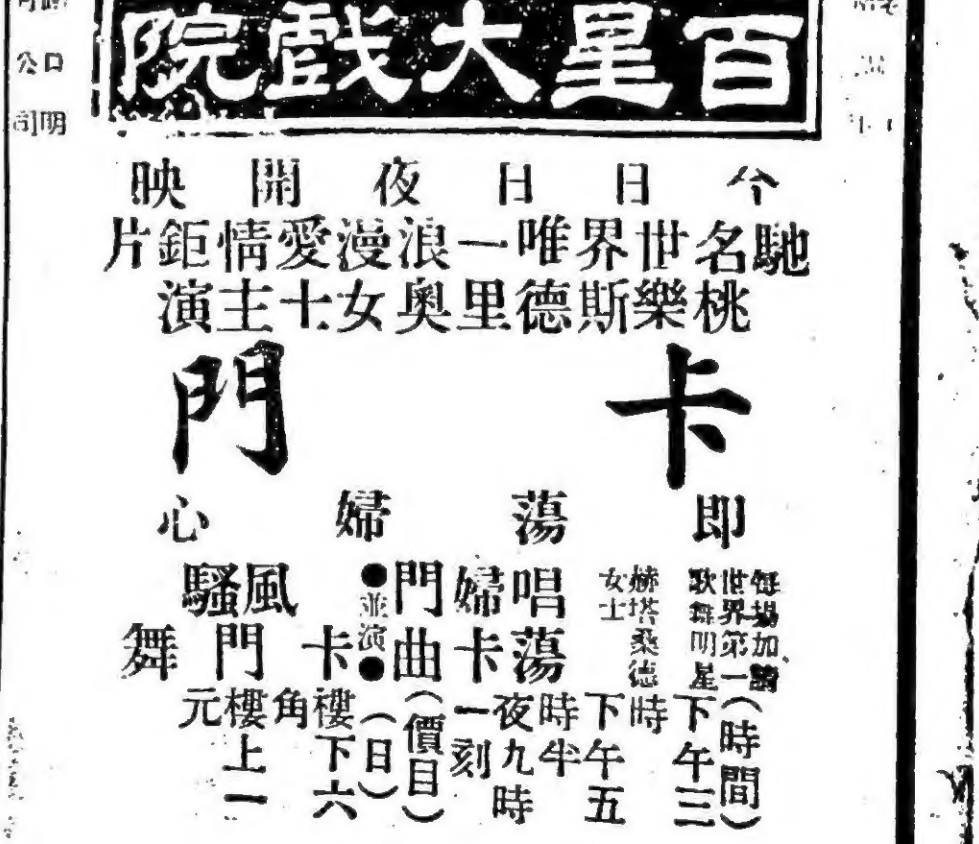 百星大戲院
今日日夜開映
馳名世界唯一浪漫愛情鉅片
桃樂斯德里奧女士主演
卡門
即蕩婦心
每場加請
世界第一
歌舞明星
赫塔桑德
女士
唱蕩
婦卡
門曲
●並演●
風騷
卡門舞
(時間)
下午三
時
下午五
時半
夜九時
一刻
(價目)
(日)
樓下六
角
樓上一
元
公口
司明